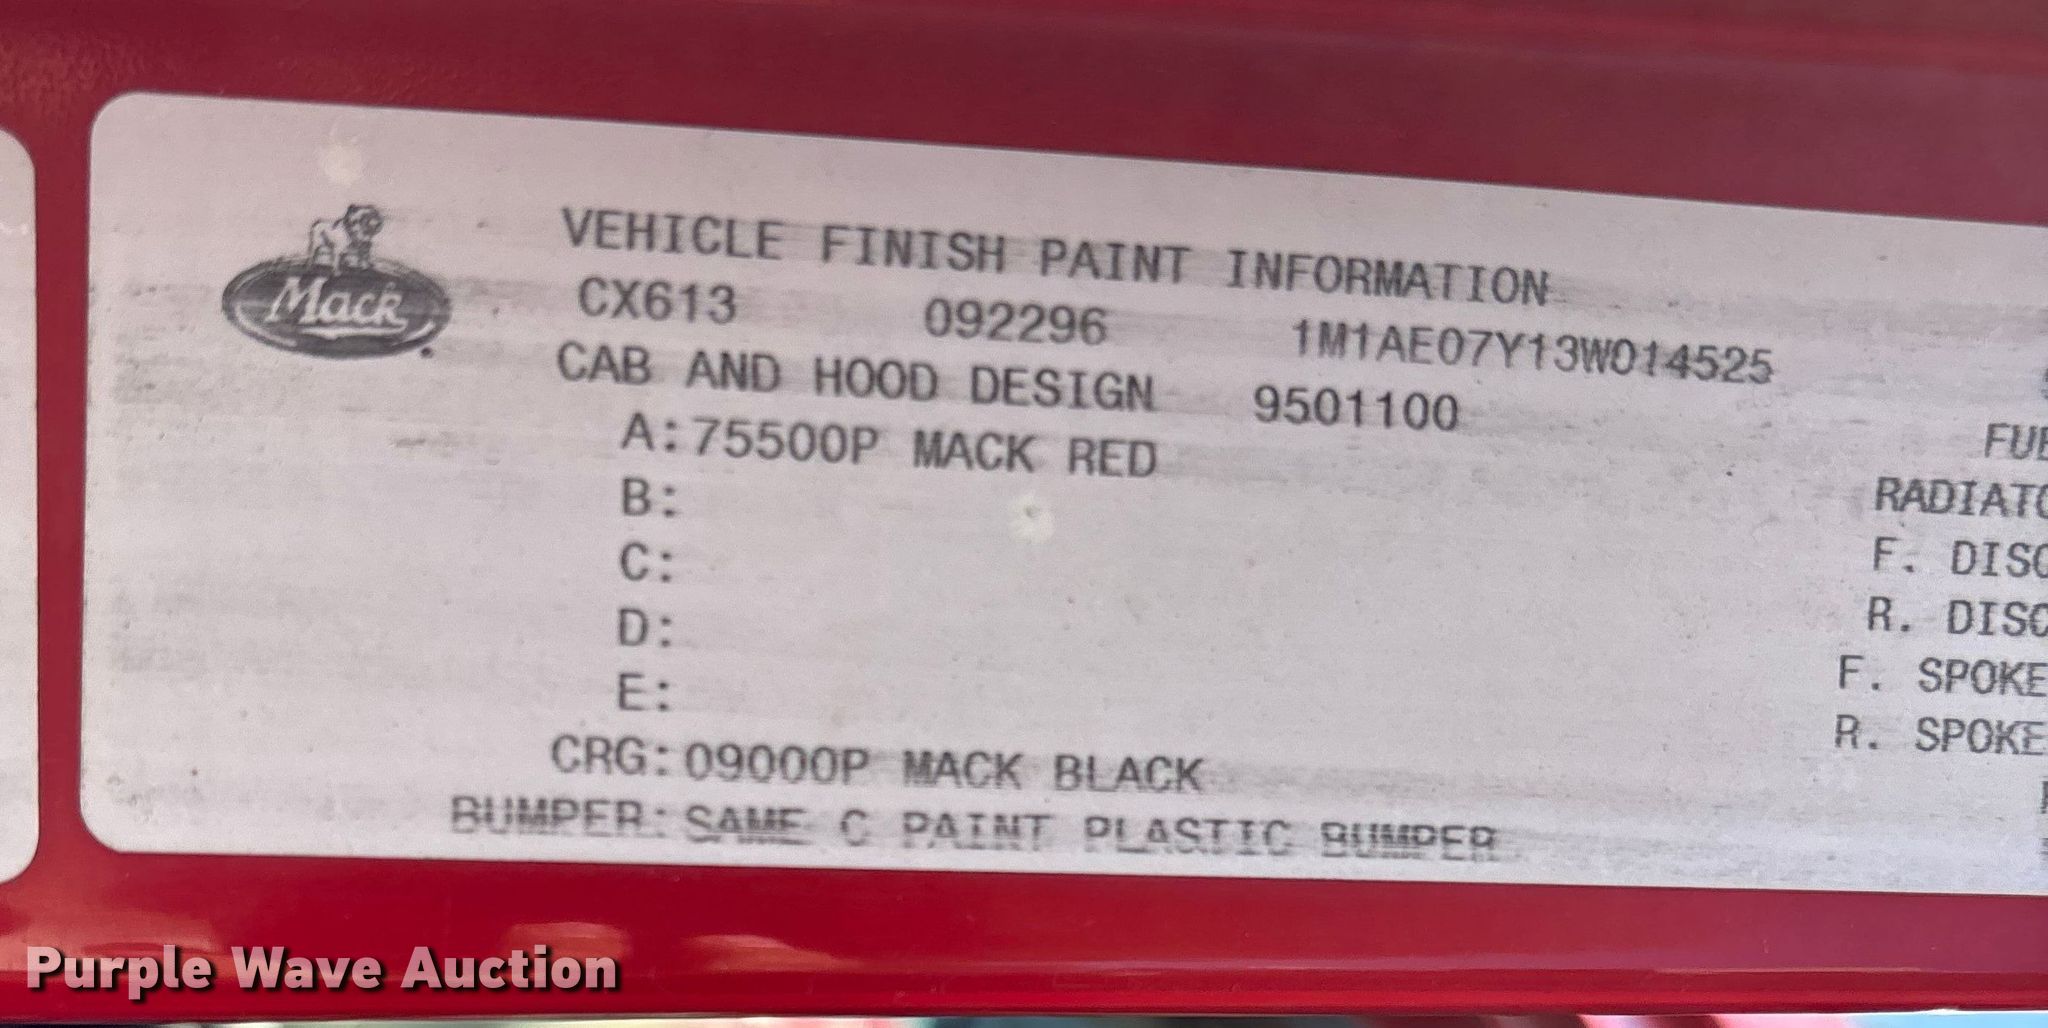 Mack
VEHICLE FINISH PAINT INFORMATION
CX613 092296 1M1AE07Y13W014525
CAB AND HOOD DESIGN 9501100
A:75500P MACK RED
B:
C:
D:
E:
CRG:09000P MACK BLACK
BUMPER:SAME C PAINT PLASTIC BUMPER
FUE
RADIATO
F. DISC
R. DISC
F. SPOKE
R. SPOKE
Purple Wave Auction